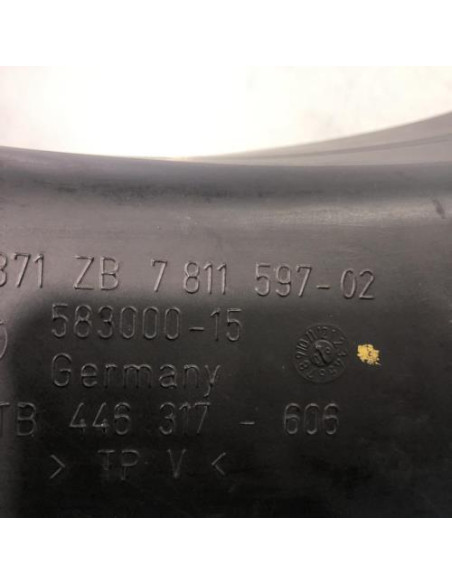 371 ZB 7 811 597-02
583000-15
Germany
TB 446 317 - 606
> TP V <